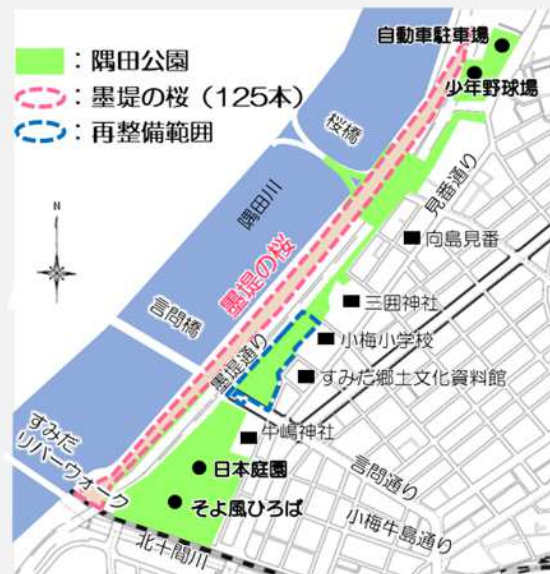 ：隅田公園
：墨堤の桜（125本）
：再整備範囲
自動車駐車場
少年野球場
桜橋
隅田川
見番通り
向島見番
墨堤の桜
三囲神社
言問橋
小梅小学校
墨堤通り
すみだ郷土文化資料館
すみだ
リバーウォーク
牛嶋神社
言問通り
日本庭園
そよ風ひろば
小梅牛島通り
北十間川
N